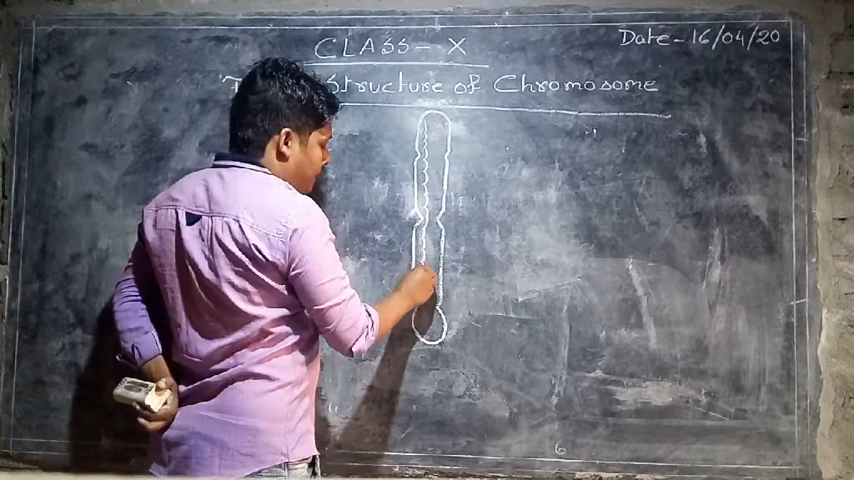 CLASS - X
Date - 16/04/20
Structure of Chromosome